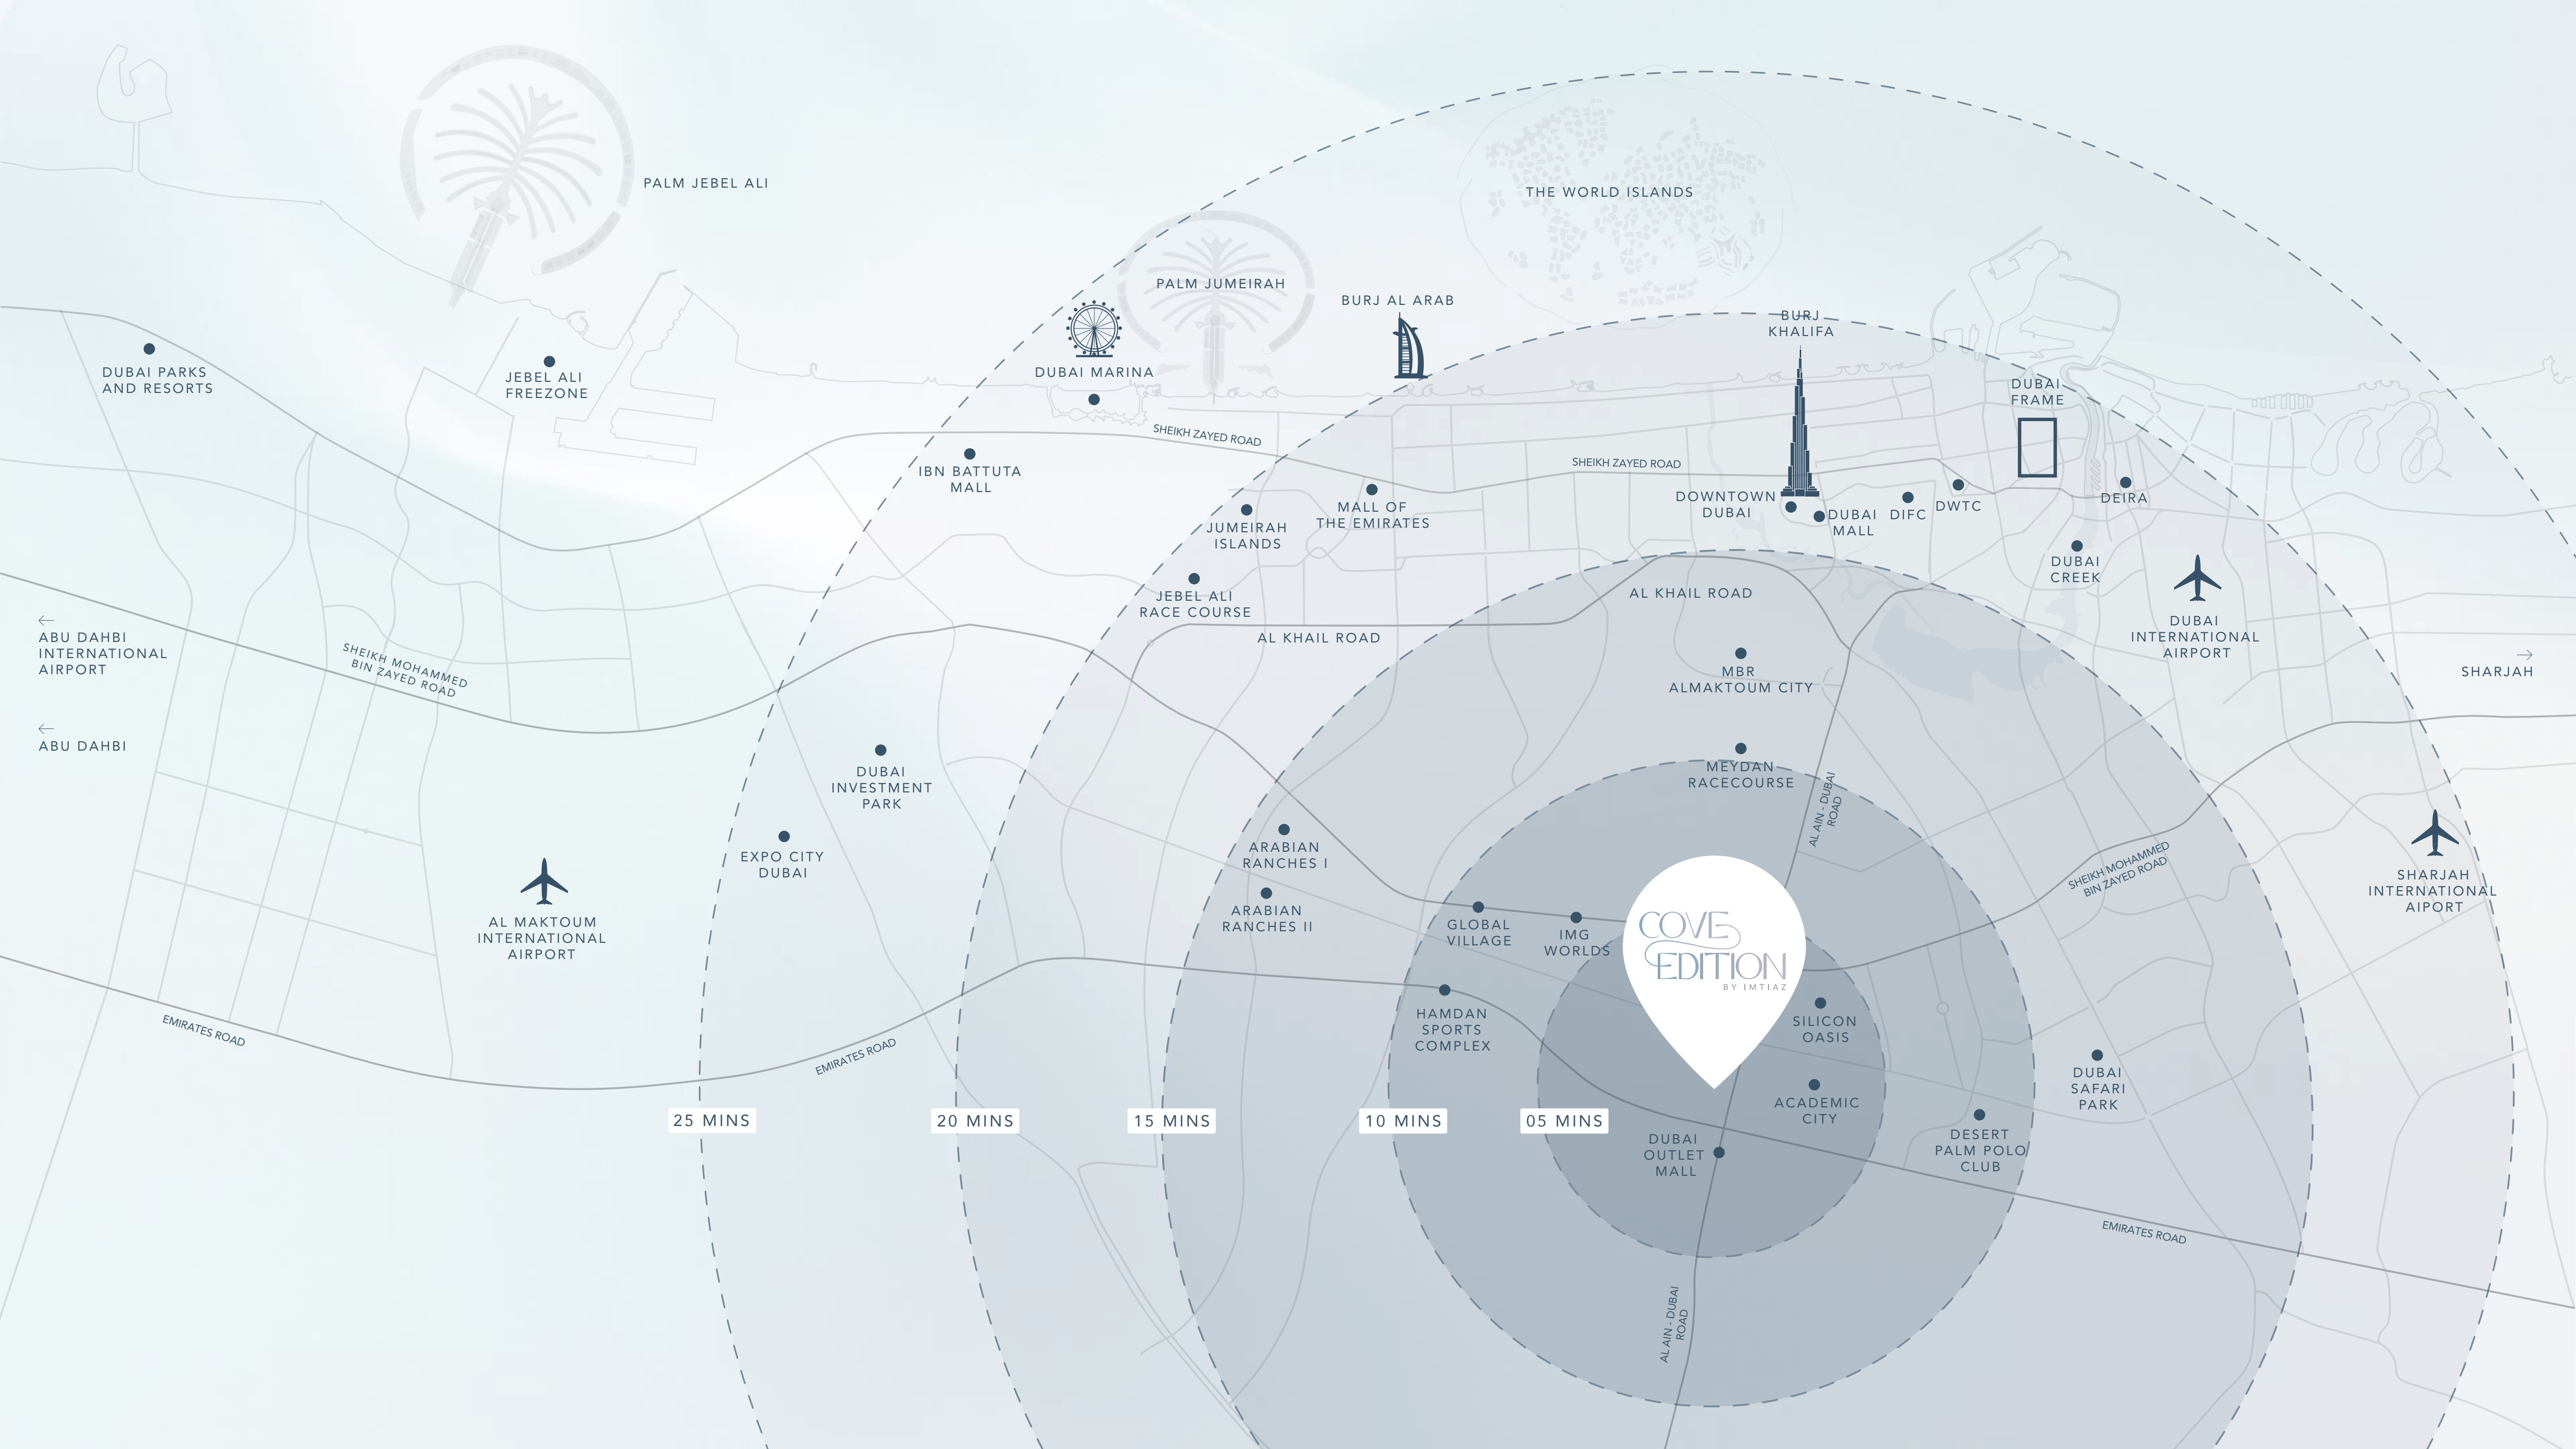 PALM JEBEL ALI
THE WORLD ISLANDS
PALM JUMEIRAH
BURJ AL ARAB
BURJ
KHALIFA
DUBAI PARKS
AND RESORTS
JEBEL ALI
FREEZONE
DUBAI MARINA
DUBAI
FRAME
SHEIKH ZAYED ROAD
SHEIKH ZAYED ROAD
IBN BATTUTA
MALL
JUMEIRAH
ISLANDS
MALL OF
THE EMIRATES
DOWNTOWN
DUBAI
DUBAI
MALL
DIFC
DWTC
DEIRA
DUBAI
CREEK
JEBEL ALI
RACE COURSE
AL KHAIL ROAD
AL KHAIL ROAD
DUBAI
INTERNATIONAL
AIRPORT
ABU DAHBI
INTERNATIONAL
AIRPORT
SHEIKH MOHAMMED
BIN ZAYED ROAD
MBR
ALMAKTOUM CITY
SHARJAH
ABU DAHBI
DUBAI
INVESTMENT
PARK
MEYDAN
RACECOURSE
AL AIN - DUBAI
ROAD
EXPO CITY
DUBAI
ARABIAN
RANCHES I
SHEIKH MOHAMMED
BIN ZAYED ROAD
SHARJAH
INTERNATIONAL
AIPORT
AL MAKTOUM
INTERNATIONAL
AIRPORT
ARABIAN
RANCHES II
GLOBAL
VILLAGE
IMG
WORLDS
COVE
EDITION
BY IMTIAZ
HAMDAN
SPORTS
COMPLEX
SILICON
OASIS
EMIRATES ROAD
EMIRATES ROAD
DUBAI
SAFARI
PARK
ACADEMIC
CITY
25 MINS
20 MINS
15 MINS
10 MINS
05 MINS
DUBAI
OUTLET
MALL
DESERT
PALM POLO
CLUB
EMIRATES ROAD
AL AIN - DUBAI
ROAD